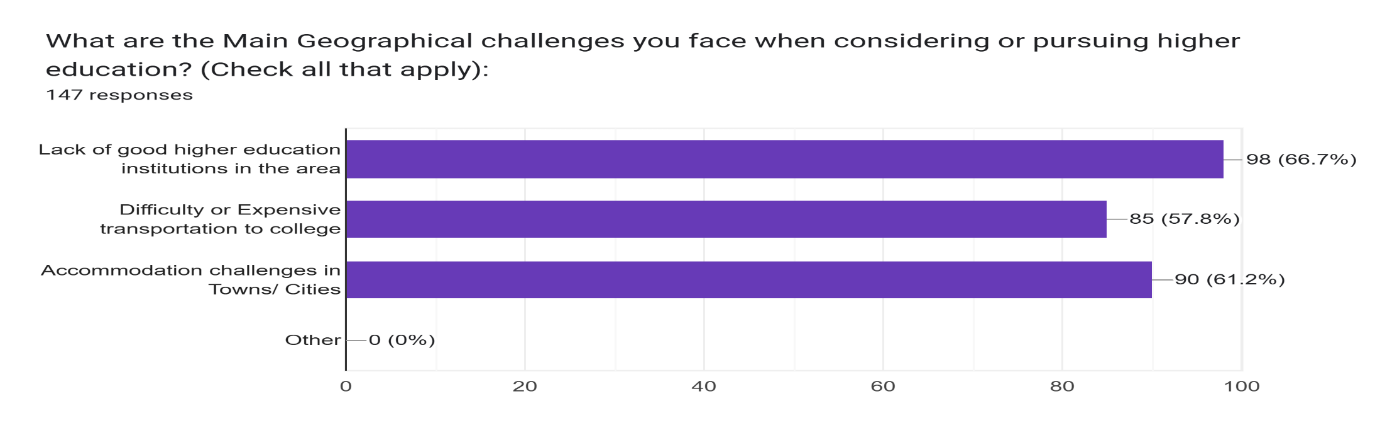 What are the Main Geographical challenges you face when considering or pursuing higher
education? (Check all that apply):
147 responses
Lack of good higher education
institutions in the area
98 (66.7%)
Difficulty or Expensive
transportation to college
85 (57.8%)
Accommodation challenges in
Towns/ Cities
90 (61.2%)
Other
0 (0%)
0
20
40
60
80
100